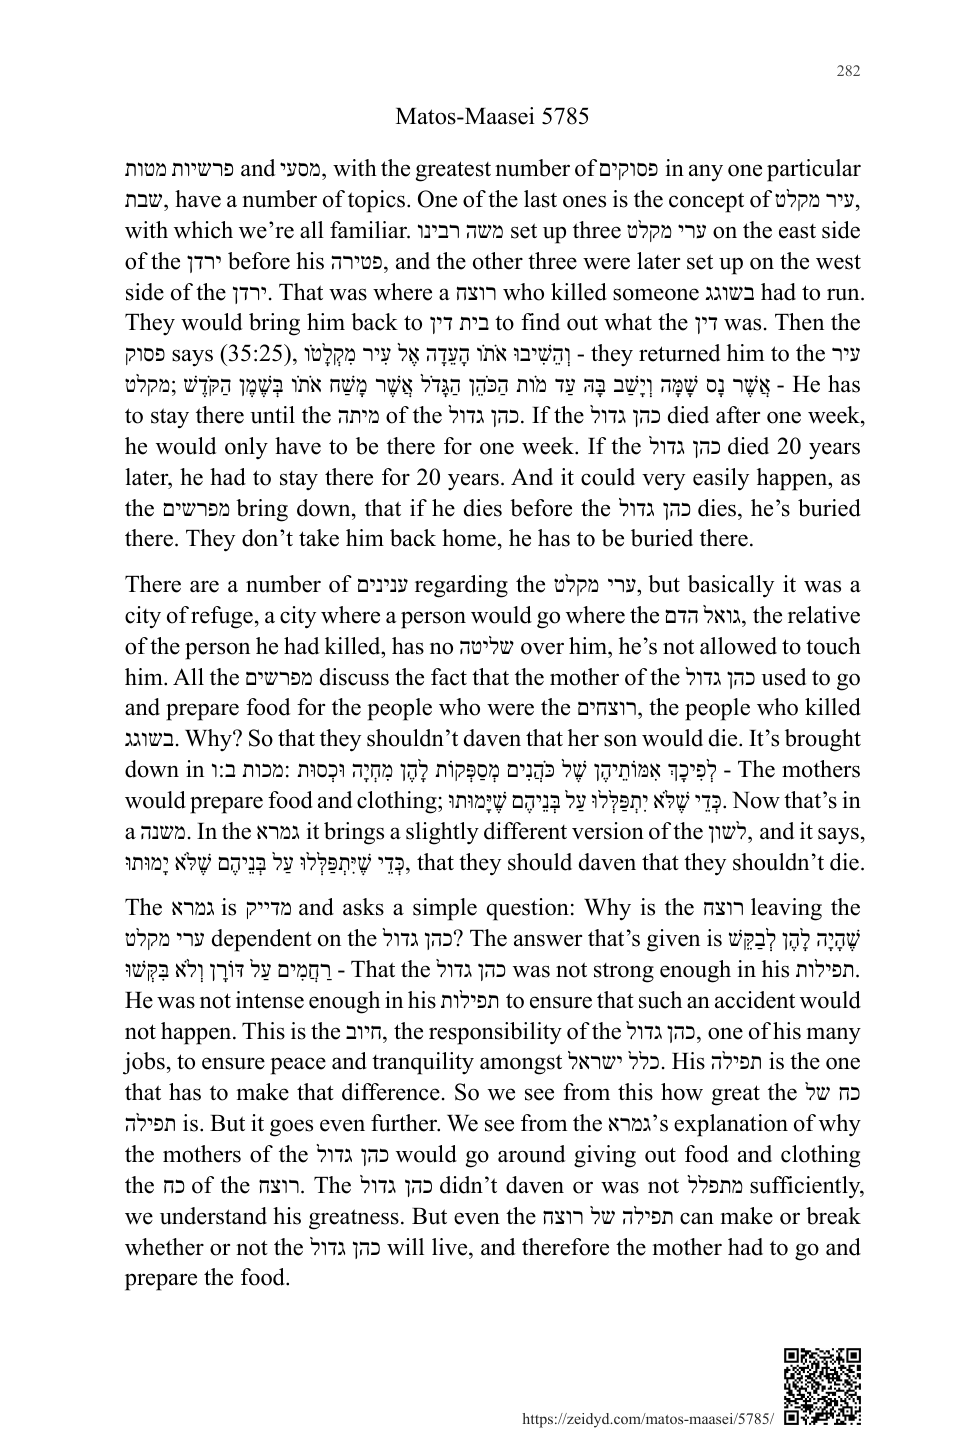 282
Matos-Maasei 5785
פרשיות מטות and מסעי, with the greatest number of פסוקים in any one particular
שבת, have a number of topics. One of the last ones is the concept of עיר מקלט,
with which we’re all familiar. משה רבינו set up three ערי מקלט on the east side
of the ירדן before his פטירה, and the other three were later set up on the west
side of the ירדן. That was where a רוצח who killed someone בשוגג had to run.
They would bring him back to בית דין to find out what the דין was. Then the
פסוק says (35:25), וְהֵשִׁיבוּ אֹתוֹ הָעֵדָה אֶל עִיר מִקְלָטוֹ - they returned him to the עיר
מקלט; אֲשֶׁר נָס שָׁמָּה וְיָשַׁב בָּהּ עַד מוֹת הַכֹּהֵן הַגָּדֹל אֲשֶׁר מָשַׁח אֹתוֹ בְּשֶׁמֶן הַקֹּדֶשׁ - He has
to stay there until the מיתה of the כהן גדול. If the כהן גדול died after one week,
he would only have to be there for one week. If the כהן גדול died 20 years
later, he had to stay there for 20 years. And it could very easily happen, as
the מפרשים bring down, that if he dies before the כהן גדול dies, he’s buried
there. They don’t take him back home, he has to be buried there.
There are a number of ענינים regarding the ערי מקלט, but basically it was a
city of refuge, a city where a person would go where the גואל הדם, the relative
of the person he had killed, has no שליטה over him, he’s not allowed to touch
him. All the מפרשים discuss the fact that the mother of the כהן גדול used to go
and prepare food for the people who were the רוצחים, the people who killed
בשוגג. Why? So that they shouldn’t daven that her son would die. It’s brought
down in מכות ב:ו: לְפִיכָךְ אִמּוֹתֵיהֶן שֶׁל כֹּהֲנִים מְסַפְּקוֹת לָהֶן מִחְיָה וּכְסוּת - The mothers
would prepare food and clothing; כְּדֵי שֶׁלֹּא יִתְפַּלְּלוּ עַל בְּנֵיהֶם שֶׁיָּמוּתוּ. Now that’s in
a משנה. In the גמרא it brings a slightly different version of the לשון, and it says,
כְּדֵי שֶׁיִּתְפַּלְּלוּ עַל בְּנֵיהֶם שֶׁלֹּא יָמוּתוּ, that they should daven that they shouldn’t die.
The גמרא is מדייק and asks a simple question: Why is the רוצח leaving the
ערי מקלט dependent on the כהן גדול? The answer that’s given is שֶׁהָיָה לָהֶן לְבַקֵּשׁ
רַחֲמִים עַל דּוֹרָן וְלֹא בִּקְּשׁוּ - That the כהן גדול was not strong enough in his תפילות.
He was not intense enough in his תפילות to ensure that such an accident would
not happen. This is the חיוב, the responsibility of the כהן גדול, one of his many
jobs, to ensure peace and tranquility amongst כלל ישראל. His תפילה is the one
that has to make that difference. So we see from this how great the כח של
תפילה is. But it goes even further. We see from the גמרא’s explanation of why
the mothers of the כהן גדול would go around giving out food and clothing
the כח of the רוצח. The כהן גדול didn’t daven or was not מתפלל sufficiently,
we understand his greatness. But even the תפילה של רוצח can make or break
whether or not the כהן גדול will live, and therefore the mother had to go and
prepare the food.
https://zeidyd.com/matos-maasei/5785/